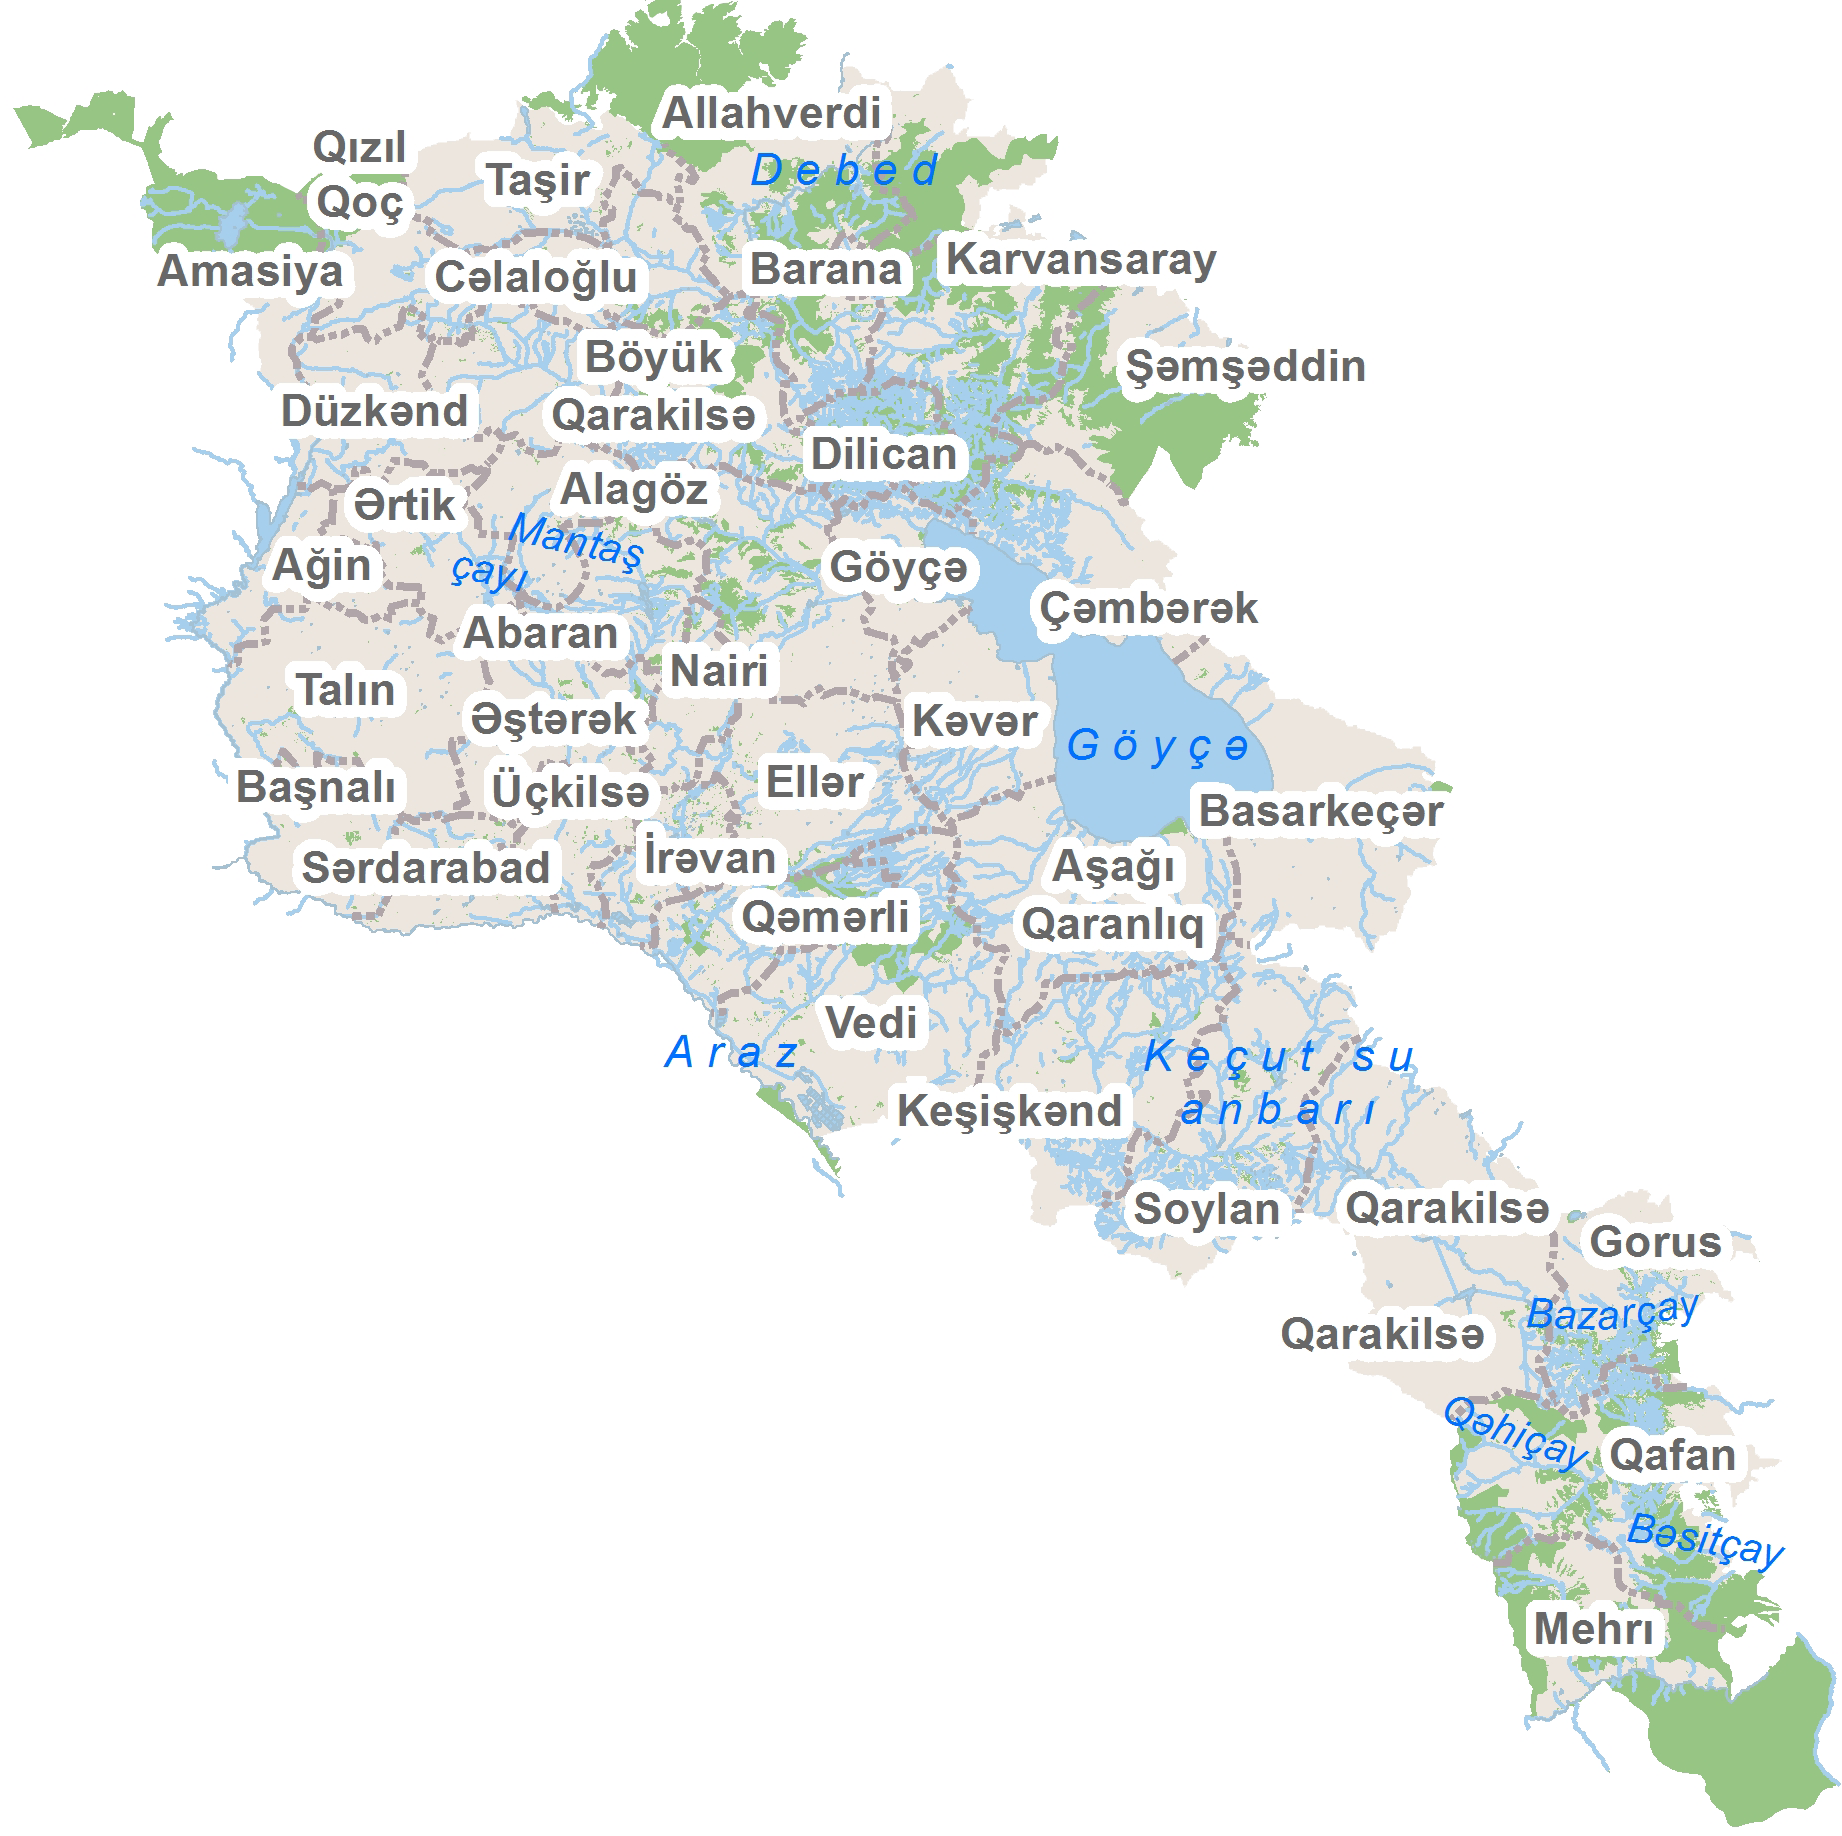 Allahverdi
Qızıl
Qoç
Taşir
Debed
Amasiya
Cəlaloğlu
Barana
Karvansaray
Böyük
Qarakilsə
Şəmşəddin
Düzkənd
Dilican
Ərtik
Alagöz
Mantaş
çayı
Ağin
Göyçə
Çəmbərək
Abaran
Nairi
Talın
Əştərək
Kəvər
Göyçə
Başnalı
Üçkilsə
Ellər
Basarkeçər
Sərdarabad
İrəvan
Aşağı
Qaranlıq
Qəmərli
Vedi
Araz
Keçut su
anbarı
Keşişkənd
Soylan
Qarakilsə
Gorus
Bazarçay
Qarakilsə
Qəhiçay
Qafan
Bəsitçay
Mehrı